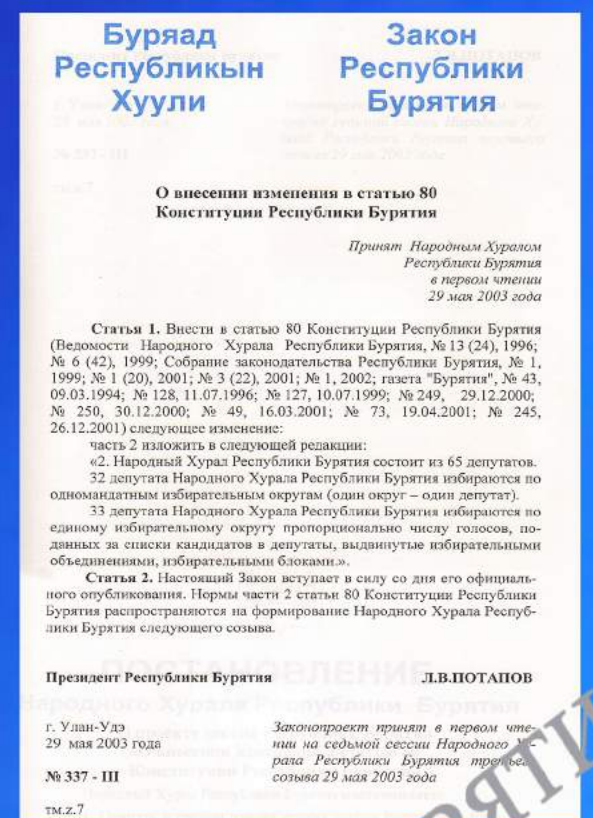 Буряад
Республикын
Хуули
Закон
Республики
Бурятия
О внесении изменения в статью 80
Конституции Республики Бурятия
Принят Народным Хуралом
Республики Бурятия
в первом чтении
29 мая 2003 года
Статья 1. Внести в статью 80 Конституции Республики Бурятия
(Ведомости Народного Хурала Республики Бурятия, № 13 (24), 1996;
№ 6 (42), 1999; Собрание законодательства Республики Бурятия, № 1,
1999; № 1 (20), 2001; № 3 (22), 2001; № 1, 2002; газета "Бурятия", № 43,
09.03.1994; № 128, 11.07.1996; № 127, 10.07.1999; № 249, 29.12.2000;
№ 250, 30.12.2000; № 49, 16.03.2001; № 73, 19.04.2001; № 245,
26.12.2001) следующее изменение:
часть 2 изложить в следующей редакции:
«2. Народный Хурал Республики Бурятия состоит из 65 депутатов.
32 депутата Народного Хурала Республики Бурятия избираются по
одномандатным избирательным округам (один округ – один депутат).
33 депутата Народного Хурала Республики Бурятия избираются по
единому избирательному округу пропорционально числу голосов, по-
данных за списки кандидатов в депутаты, выдвинутые избирательными
объединениями, избирательными блоками.».
Статья 2. Настоящий Закон вступает в силу со дня его официаль-
ного опубликования. Нормы части 2 статьи 80 Конституции Республики
Бурятия распространяются на формирование Народного Хурала Респуб-
лики Бурятия следующего созыва.
Президент Республики Бурятия Л.В.ПОТАПОВ
г. Улан-Удэ
29 мая 2003 года
№ 337 - III
тм.z.7
Законопроект принят в первом чте-
нии на седьмой сессии Народного Ху-
рала Республики Бурятия третьего
созыва 29 мая 2003 года